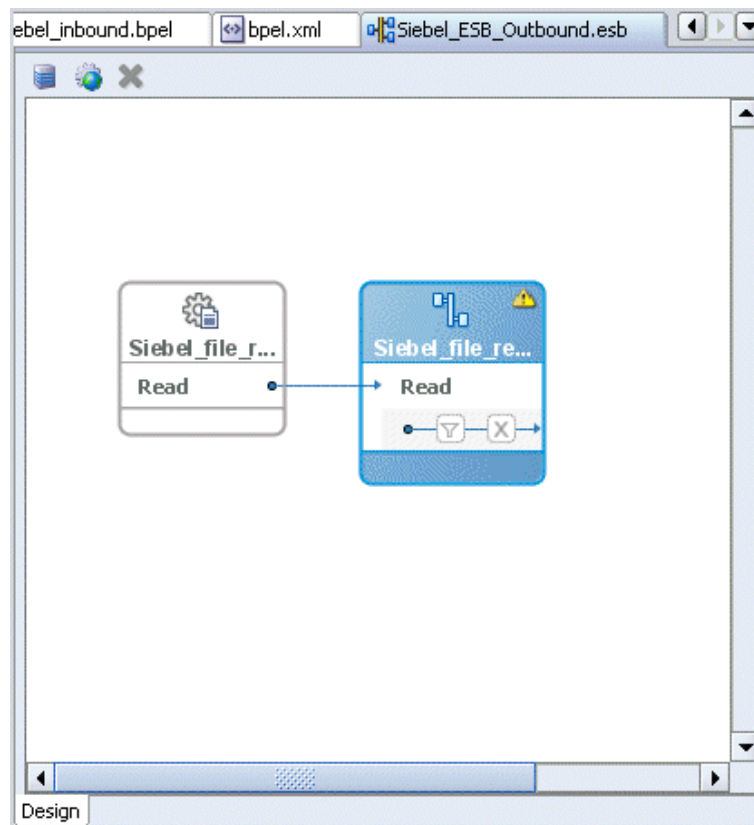 ebel_inbound.bpel bpel.xml Siebel_ESB_Outbound.esb
Siebel_file_r... Siebel_file_re...
Read Read
Design